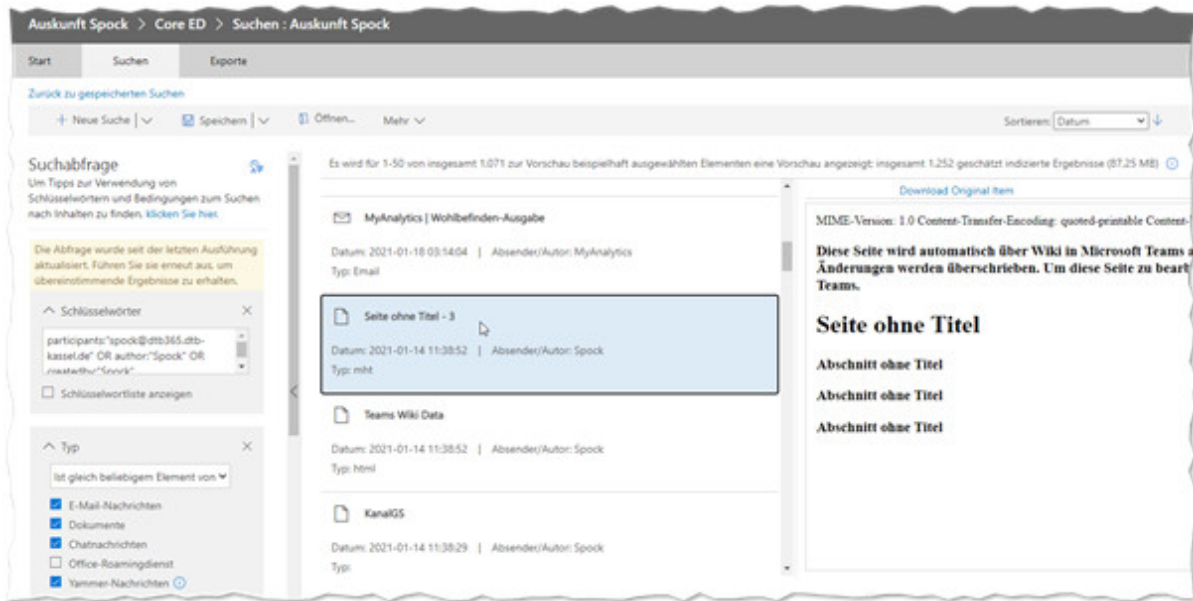 Auskunft Spock > Core ED > Suchen : Auskunft Spock
Start Suchen Exporte
Zurück zu gespeicherten Suchen
+ Neue Suche | Speichern | Öffnen... Mehr
Sortieren: Datum
Suchabfrage
Um Tipps zur Verwendung von
Schlüsselwörtern und Bedingungen zum Suchen
nach Inhalten zu finden, klicken Sie hier.
Die Abfrage wurde seit der letzten Ausführung
aktualisiert. Führen Sie sie erneut aus, um
übereinstimmende Ergebnisse zu erhalten.
Schlüsselwörter
participants:"spock@dtb365.dtb-
kassel.de" OR author:"Spock" OR
createdby:"Spock"
Schlüsselwortliste anzeigen
Typ
Ist gleich beliebigem Element von
E-Mail-Nachrichten
Dokumente
Chatnachrichten
Office-Roamingdienst
Yammer-Nachrichten
Es wird für 1-50 von insgesamt 1.071 zur Vorschau beispielhaft ausgewählten Elementen eine Vorschau angezeigt; insgesamt 1.252 geschätzt indizierte Ergebnisse (87,25 MB)
MyAnalytics | Wohlbefinden-Ausgabe
Datum: 2021-01-18 03:14:04 | Absender/Autor: MyAnalytics
Typ: Email
Seite ohne Titel - 3
Datum: 2021-01-14 11:38:52 | Absender/Autor: Spock
Typ: mht
Teams Wiki Data
Datum: 2021-01-14 11:38:52 | Absender/Autor: Spock
Typ: html
KanalGS
Datum: 2021-01-14 11:38:29 | Absender/Autor: Spock
Typ:
Download Original Item
MIME-Version: 1.0 Content-Transfer-Encoding: quoted-printable Content-
Diese Seite wird automatisch über Wiki in Microsoft Teams a
Änderungen werden überschrieben. Um diese Seite zu bearb
Teams.
Seite ohne Titel
Abschnitt ohne Titel
Abschnitt ohne Titel
Abschnitt ohne Titel